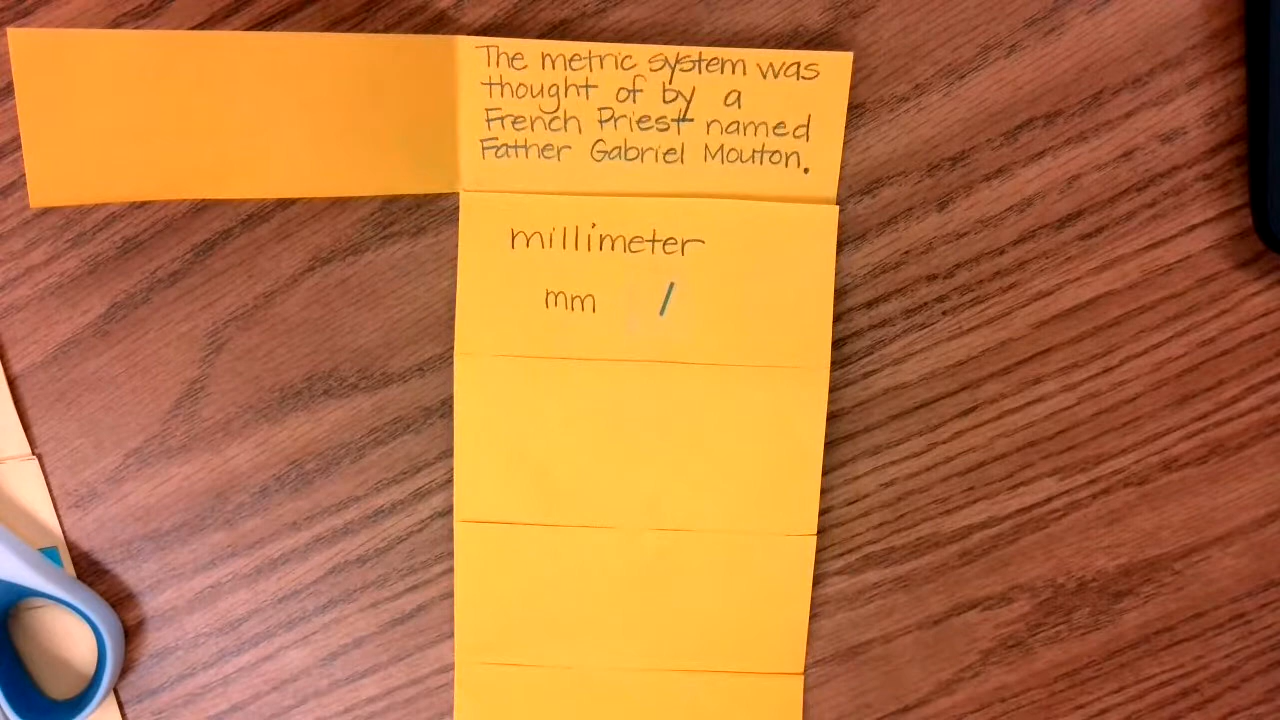 The metric system was
thought of by a
French Priest named
Father Gabriel Mouton.
millimeter
mm